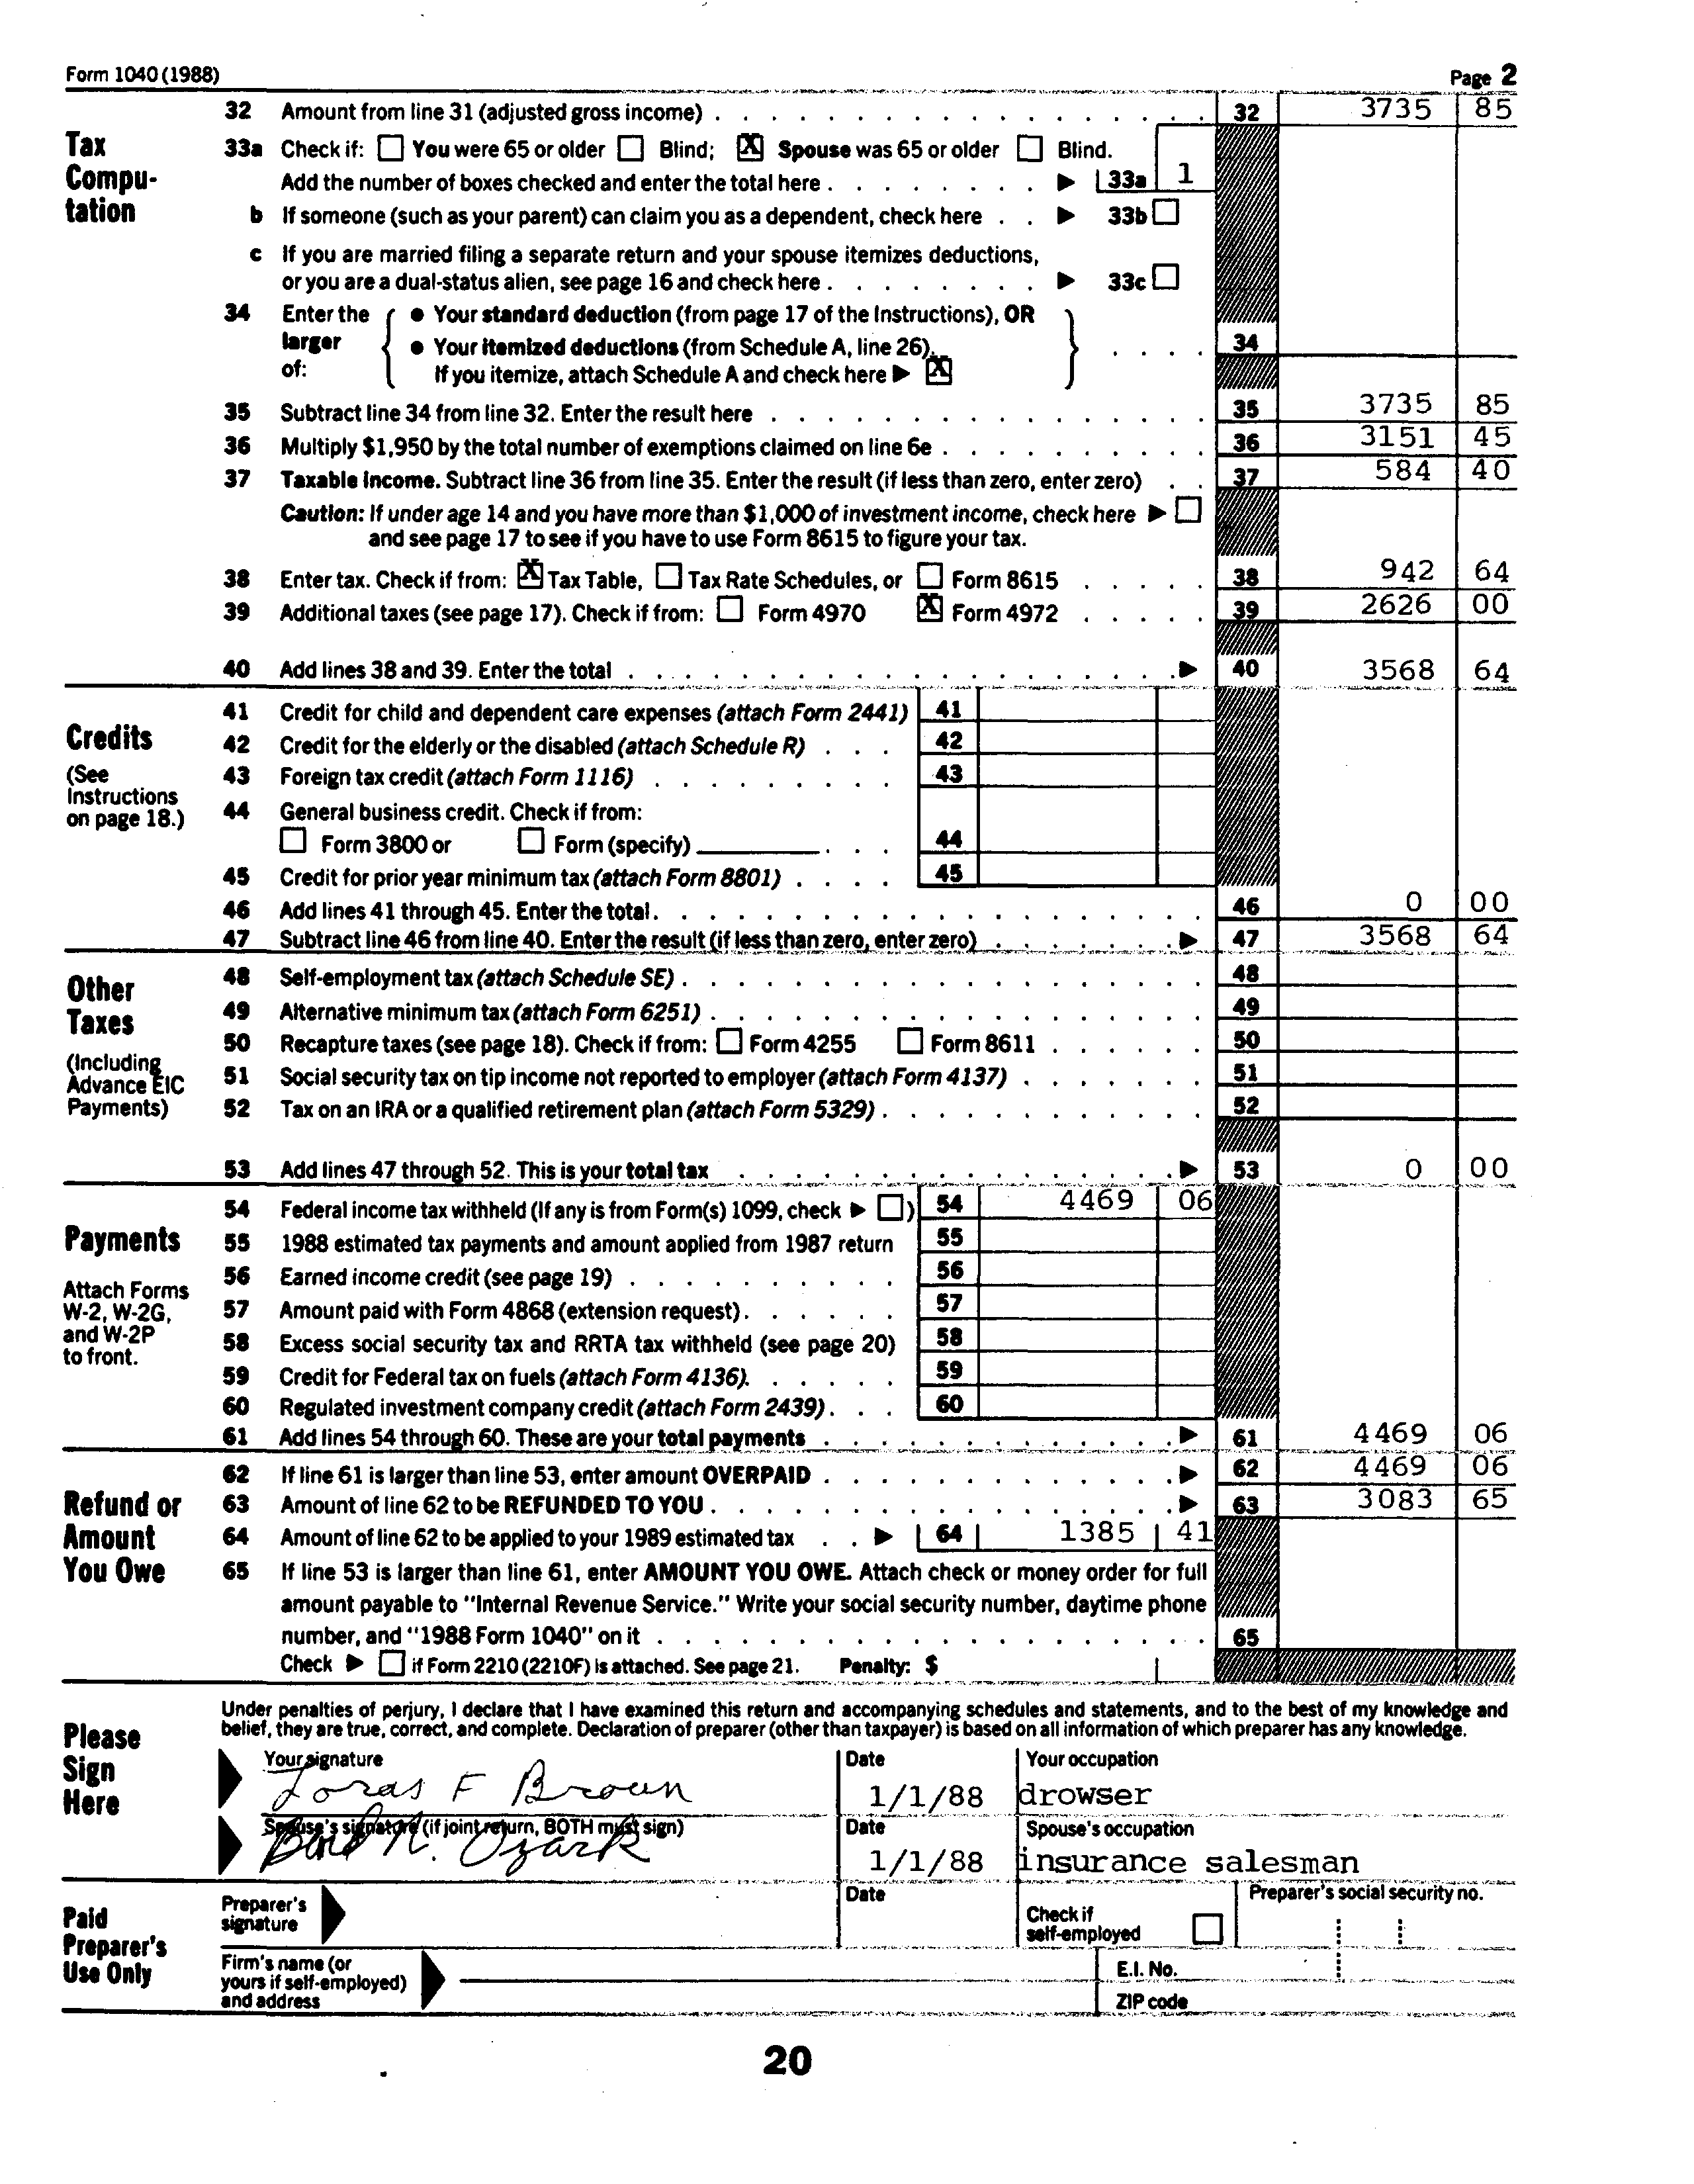 Form 1040 (1988) Page 2
32 Amount from line 31 (adjusted gross income) 32 3735 85
Tax Computation
33a Check if: You were 65 or older Blind; X Spouse was 65 or older Blind.
Add the number of boxes checked and enter the total here 33a 1
b If someone (such as your parent) can claim you as a dependent, check here 33b
c If you are married filing a separate return and your spouse itemizes deductions,
or you are a dual-status alien, see page 16 and check here 33c
34 Enter the larger of:
• Your standard deduction (from page 17 of the Instructions), OR
• Your itemized deductions (from Schedule A, line 26). 34
If you itemize, attach Schedule A and check here ► X
35 Subtract line 34 from line 32. Enter the result here 35 3735 85
36 Multiply $1,950 by the total number of exemptions claimed on line 6e 36 3151 45
37 Taxable income. Subtract line 36 from line 35. Enter the result (if less than zero, enter zero) 37 584 40
Caution: If under age 14 and you have more than $1,000 of investment income, check here ►
and see page 17 to see if you have to use Form 8615 to figure your tax.
38 Enter tax. Check if from: X Tax Table, Tax Rate Schedules, or Form 8615 38 942 64
39 Additional taxes (see page 17). Check if from: Form 4970 X Form 4972 39 2626 00
40 Add lines 38 and 39. Enter the total ► 40 3568 64
Credits
(See Instructions on page 18.)
41 Credit for child and dependent care expenses (attach Form 2441) 41
42 Credit for the elderly or the disabled (attach Schedule R) 42
43 Foreign tax credit (attach Form 1116) 43
44 General business credit. Check if from:
Form 3800 or Form (specify) 44
45 Credit for prior year minimum tax (attach Form 8801) 45
46 Add lines 41 through 45. Enter the total 46 0 00
47 Subtract line 46 from line 40. Enter the result (if less than zero, enter zero) ► 47 3568 64
Other Taxes
(Including Advance EIC Payments)
48 Self-employment tax (attach Schedule SE) 48
49 Alternative minimum tax (attach Form 6251) 49
50 Recapture taxes (see page 18). Check if from: Form 4255 Form 8611 50
51 Social security tax on tip income not reported to employer (attach Form 4137) 51
52 Tax on an IRA or a qualified retirement plan (attach Form 5329) 52
53 Add lines 47 through 52. This is your total tax ► 53 0 00
Payments
Attach Forms W-2, W-2G, and W-2P to front.
54 Federal income tax withheld (If any is from Form(s) 1099, check ► ) 54 4469 06
55 1988 estimated tax payments and amount applied from 1987 return 55
56 Earned income credit (see page 19) 56
57 Amount paid with Form 4868 (extension request) 57
58 Excess social security tax and RRTA tax withheld (see page 20) 58
59 Credit for Federal tax on fuels (attach Form 4136) 59
60 Regulated investment company credit (attach Form 2439) 60
61 Add lines 54 through 60. These are your total payments ► 61 4469 06
Refund or Amount You Owe
62 If line 61 is larger than line 53, enter amount OVERPAID ► 62 4469 06
63 Amount of line 62 to be REFUNDED TO YOU ► 63 3083 65
64 Amount of line 62 to be applied to your 1989 estimated tax ► 64 1385 41
65 If line 53 is larger than line 61, enter AMOUNT YOU OWE. Attach check or money order for full
amount payable to "Internal Revenue Service." Write your social security number, daytime phone
number, and "1988 Form 1040" on it 65
Check ► if Form 2210 (2210F) is attached. See page 21. Penalty: $
Please Sign Here
Under penalties of perjury, I declare that I have examined this return and accompanying schedules and statements, and to the best of my knowledge and
belief, they are true, correct, and complete. Declaration of preparer (other than taxpayer) is based on all information of which preparer has any knowledge.
Your signature Date Your occupation
Loras F Brown 1/1/88 drowser
Spouse's signature (if joint return, BOTH must sign) Date Spouse's occupation
N. Ozark 1/1/88 insurance salesman
Paid Preparer's Use Only
Preparer's signature Date Check if self-employed Preparer's social security no.
Firm's name (or yours if self-employed) and address E.I. No.
ZIP code
20